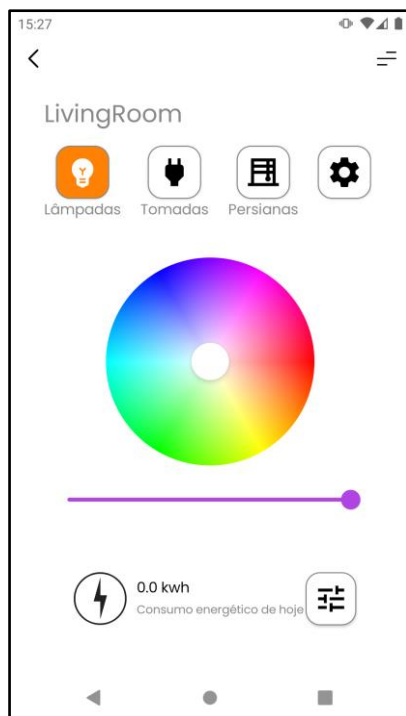 15:27
LivingRoom
Lâmpadas Tomadas Persianas
0.0 kwh
Consumo energético de hoje